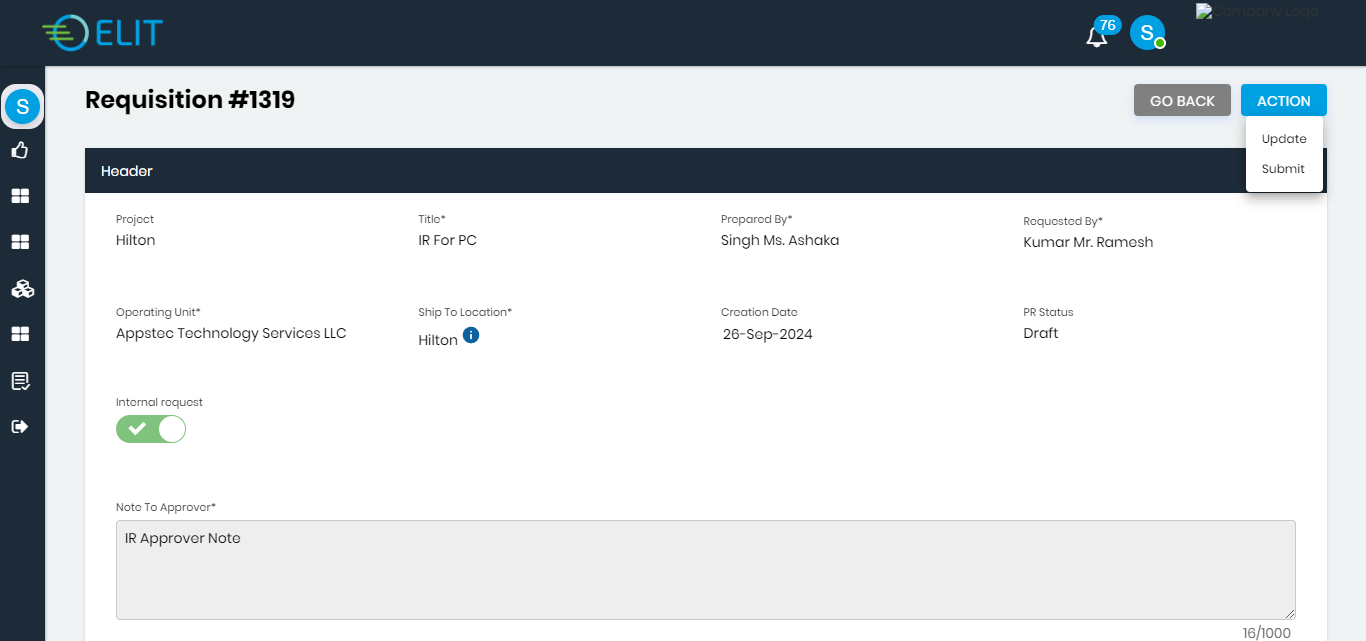 ELIT
76
S
Company Logo
S
Requisition #1319
GO BACK
ACTION
Update
Submit
Header
Project
Title*
Prepared By*
Requested By*
Hilton
IR For PC
Singh Ms. Ashaka
Kumar Mr. Ramesh
Operating Unit*
Ship To Location*
Creation Date
PR Status
Appstec Technology Services LLC
Hilton
26-Sep-2024
Draft
Internal request
Note To Approver*
IR Approver Note
16/1000